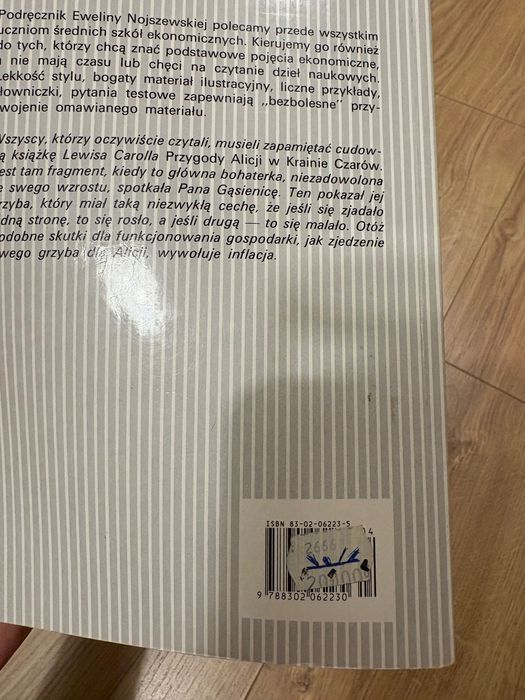 Podręcznik Eweliny Nojszewskiej polecamy przede wszystkim
uczniom średnich szkół ekonomicznych. Kierujemy go również
do tych, którzy chcą znać podstawowe pojęcia ekonomiczne,
a nie mają czasu lub chęci na czytanie dzieł naukowych.
Lekkość stylu, bogaty materiał ilustracyjny, liczne przykłady,
słowniczki, pytania testowe zapewniają „bezbolesne" przy-
swojenie omawianego materiału.
Wszyscy, którzy oczywiście czytali, musieli zapamiętać cudow-
ną książkę Lewisa Carolla Przygody Alicji w Krainie Czarów.
Jest tam fragment, kiedy to główna bohaterka, niezadowolona
ze swego wzrostu, spotkała Pana Gąsienicę. Ten pokazał jej
grzyba, który miał taką niezwykłą cechę, że jeśli się zjadało
jedną stronę, to się rosło, a jeśli drugą — to się malało. Otóż
podobne skutki dla funkcjonowania gospodarki, jak zjedzenie
owego grzyba dla Alicji, wywołuje inflacja.
ISBN 83-02-06223-5
04
2666
9 788302 062230